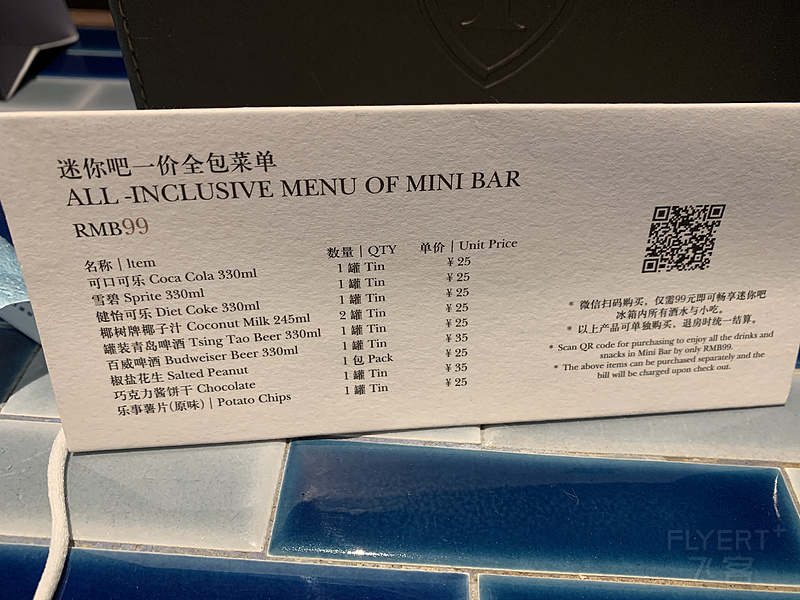 迷你吧一价全包菜单
ALL -INCLUSIVE MENU OF MINI BAR
RMB99
名称 | Item 数量 | QTY 单价 | Unit Price
可口可乐 Coca Cola 330ml 1 罐 Tin ¥ 25
雪碧 Sprite 330ml 1 罐 Tin ¥ 25
健怡可乐 Diet Coke 330ml 1 罐 Tin ¥ 25
椰树牌椰子汁 Coconut Milk 245ml 2 罐 Tin ¥ 25
罐装青岛啤酒 Tsing Tao Beer 330ml 1 罐 Tin ¥ 25
百威啤酒 Budweiser Beer 330ml 1 罐 Tin ¥ 35
椒盐花生 Salted Peanut 1 包 Pack ¥ 25
巧克力酱饼干 Chocolate 1 罐 Tin ¥ 35
乐事薯片(原味) | Potato Chips 1 罐 Tin ¥ 25
* 微信扫码购买，仅需99元即可畅享迷你吧
冰箱内所有酒水与小吃。
* 以上产品可单独购买，退房时统一结算。
* Scan QR code for purchasing to enjoy all the drinks and
snacks in Mini Bar by only RMB99.
* The above items can be purchased separately and the
bill will be charged upon check out.
FLYERT+
飞客